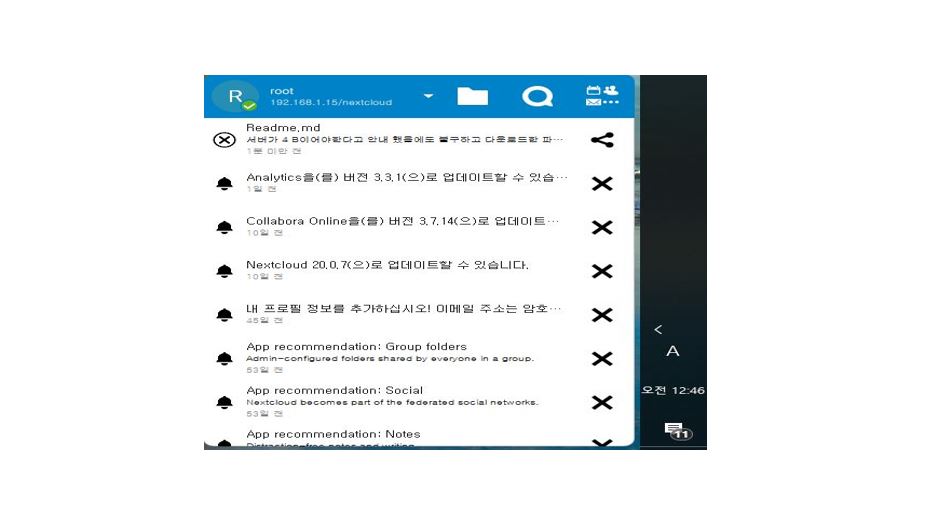 R
root
192.168.1.15/nextcloud
Readme.md
서버가 4 B이어야한다고 안내 했음에도 불구하고 다운로드한 파…
1분 미만 전
Analytics을(를) 버전 3.3.1(으)로 업데이트할 수 있습…
1일 전
Collabora Online을(를) 버전 3.7.14(으)로 업데이트…
10일 전
Nextcloud 20.0.7(으)로 업데이트할 수 있습니다.
10일 전
내 프로필 정보를 추가하십시오! 이메일 주소는 암호…
45일 전
App recommendation: Group folders
Admin-configured folders shared by everyone in a group.
53일 전
App recommendation: Social
Nextcloud becomes part of the federated social networks.
53일 전
App recommendation: Notes
Distraction-free notes and writing
A
오전 12:46
11